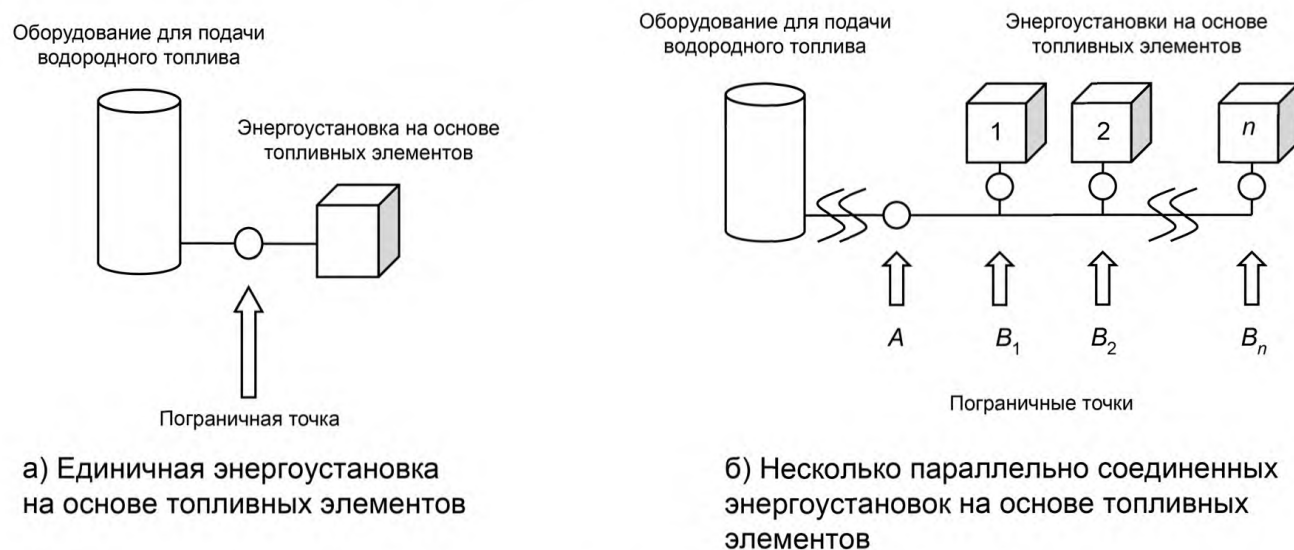 Оборудование для подачи
водородного топлива
Энергоустановка на основе
топливных элементов
Пограничная точка
а) Единичная энергоустановка
на основе топливных элементов
Оборудование для подачи
водородного топлива
Энергоустановки на основе
топливных элементов
1
2
n
A
B1
B2
Bn
Пограничные точки
б) Несколько параллельно соединенных
энергоустановок на основе топливных
элементов